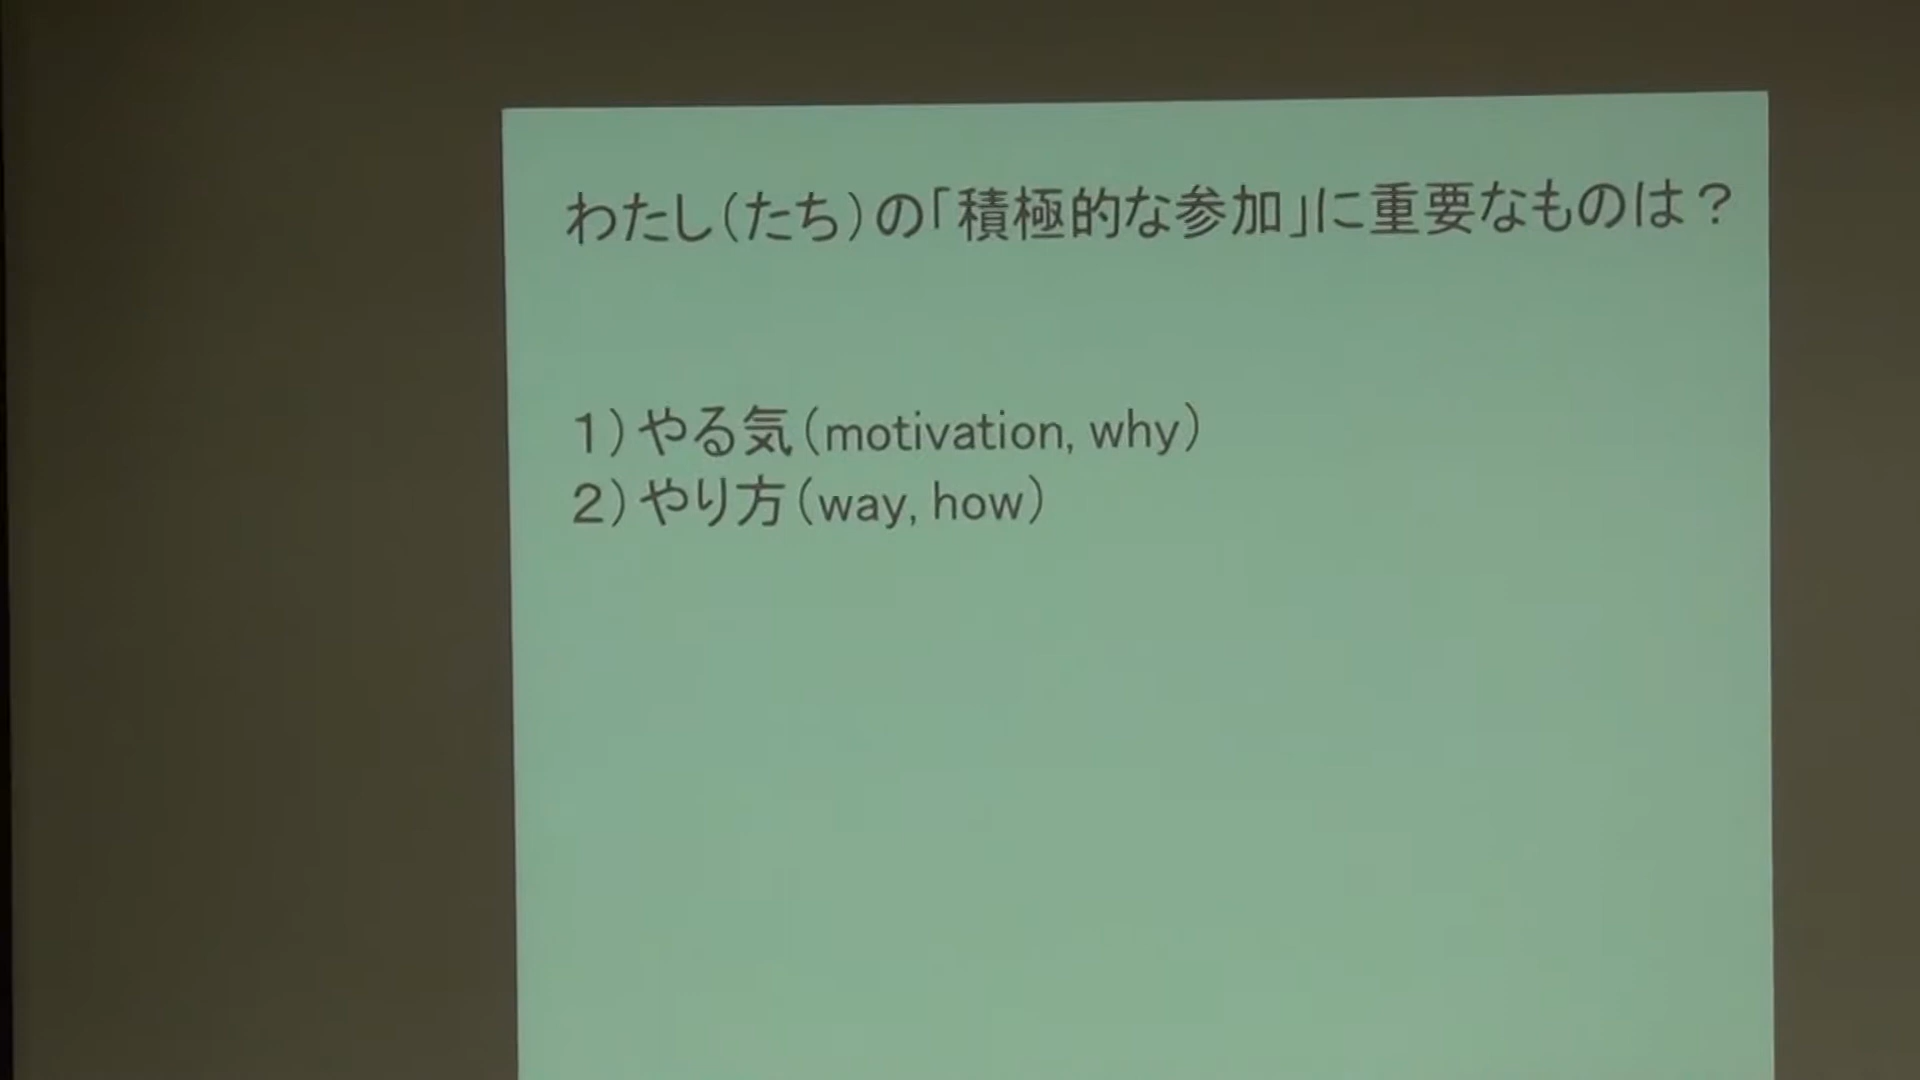 わたし（たち）の「積極的な参加」に重要なものは？
１）やる気（motivation, why）
２）やり方（way, how）